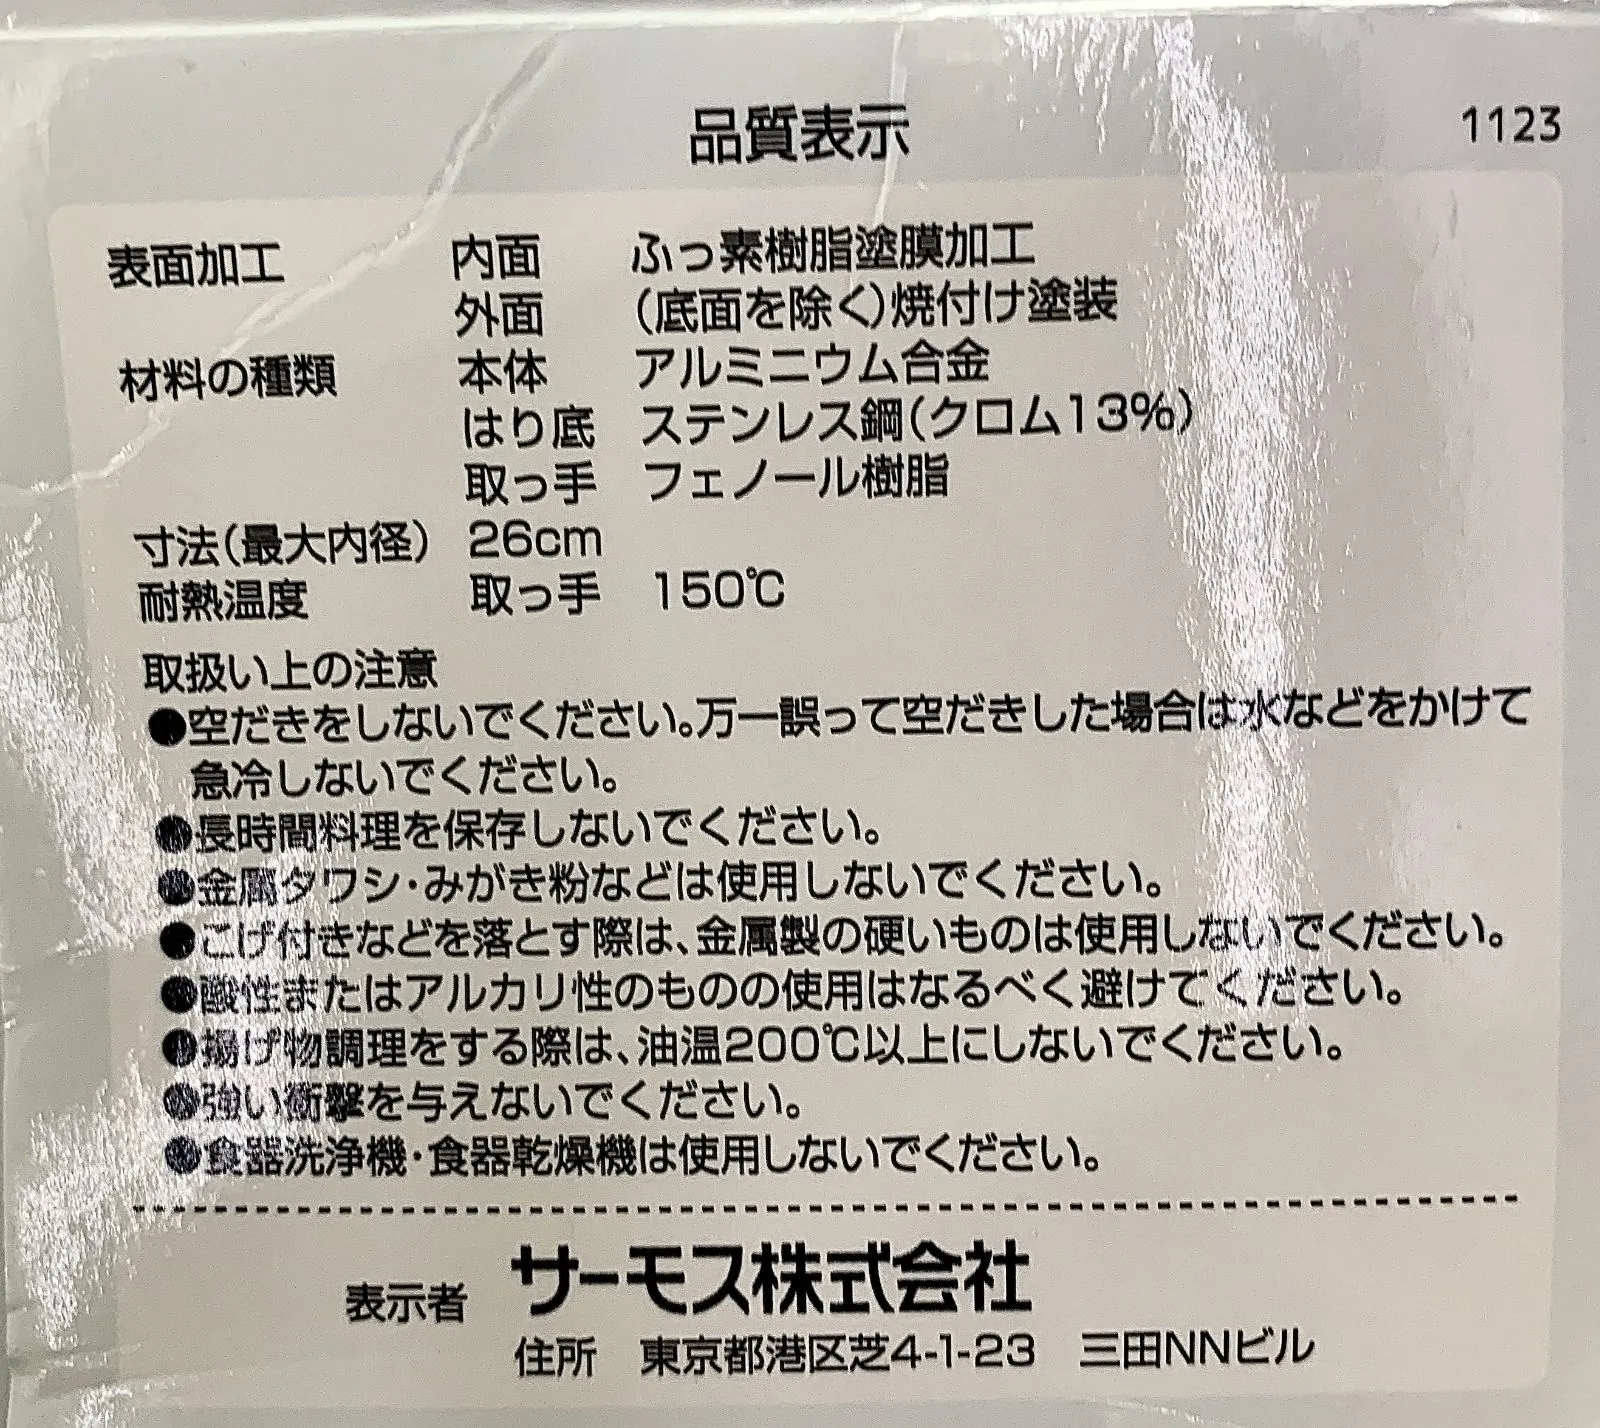 品質表示 1123
表面加工 内面 ふっ素樹脂塗膜加工
外面 (底面を除く)焼付け塗装
材料の種類 本体 アルミニウム合金
はり底 ステンレス鋼(クロム13%)
取っ手 フェノール樹脂
寸法(最大内径) 26cm
耐熱温度 取っ手 150℃
取扱い上の注意
●空だきをしないでください。万一誤って空だきした場合は水などをかけて
急冷しないでください。
●長時間料理を保存しないでください。
●金属タワシ・みがき粉などは使用しないでください。
●こげ付きなどを落とす際は、金属製の硬いものは使用しないでください。
●酸性またはアルカリ性のものの使用はなるべく避けてください。
●揚げ物調理をする際は、油温200℃以上にしないでください。
●強い衝撃を与えないでください。
●食器洗浄機・食器乾燥機は使用しないでください。
表示者 サーモス株式会社
住所 東京都港区芝4-1-23 三田NNビル